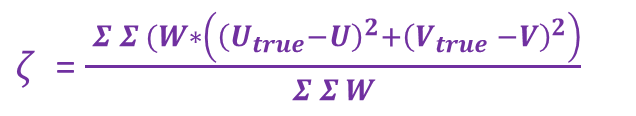 ζ = Σ Σ (W*((U_true−U)²+(V_true −V)²) / Σ Σ W